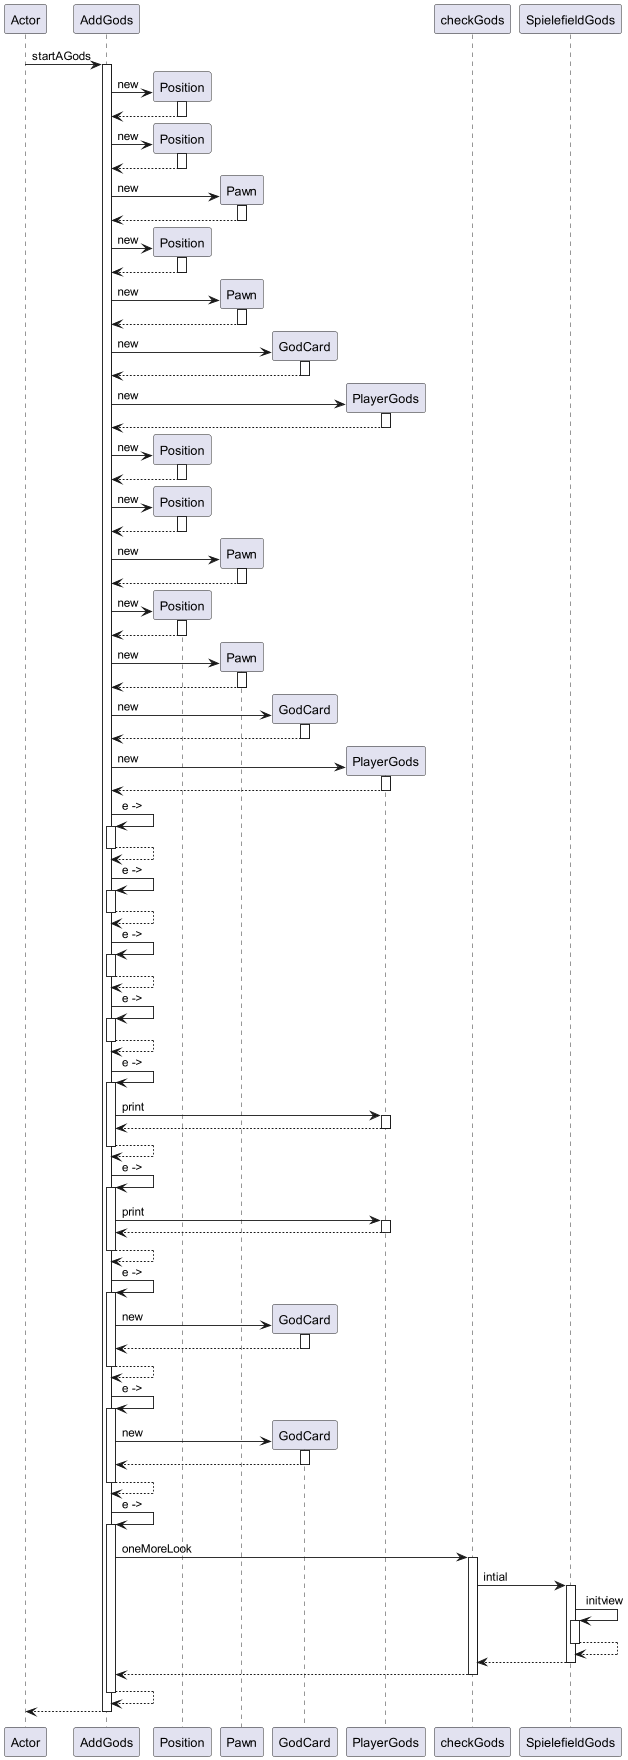 Actor AddGods checkGods SpielefieldGods
startAGods
new Position
new Position
new Pawn
new Position
new Pawn
new GodCard
new PlayerGods
new Position
new Position
new Pawn
new Position
new Pawn
new GodCard
new PlayerGods
e ->
e ->
e ->
e ->
e ->
print
e ->
print
e ->
new GodCard
e ->
new GodCard
e ->
oneMoreLook
intial
initview
Actor AddGods Position Pawn GodCard PlayerGods checkGods SpielefieldGods